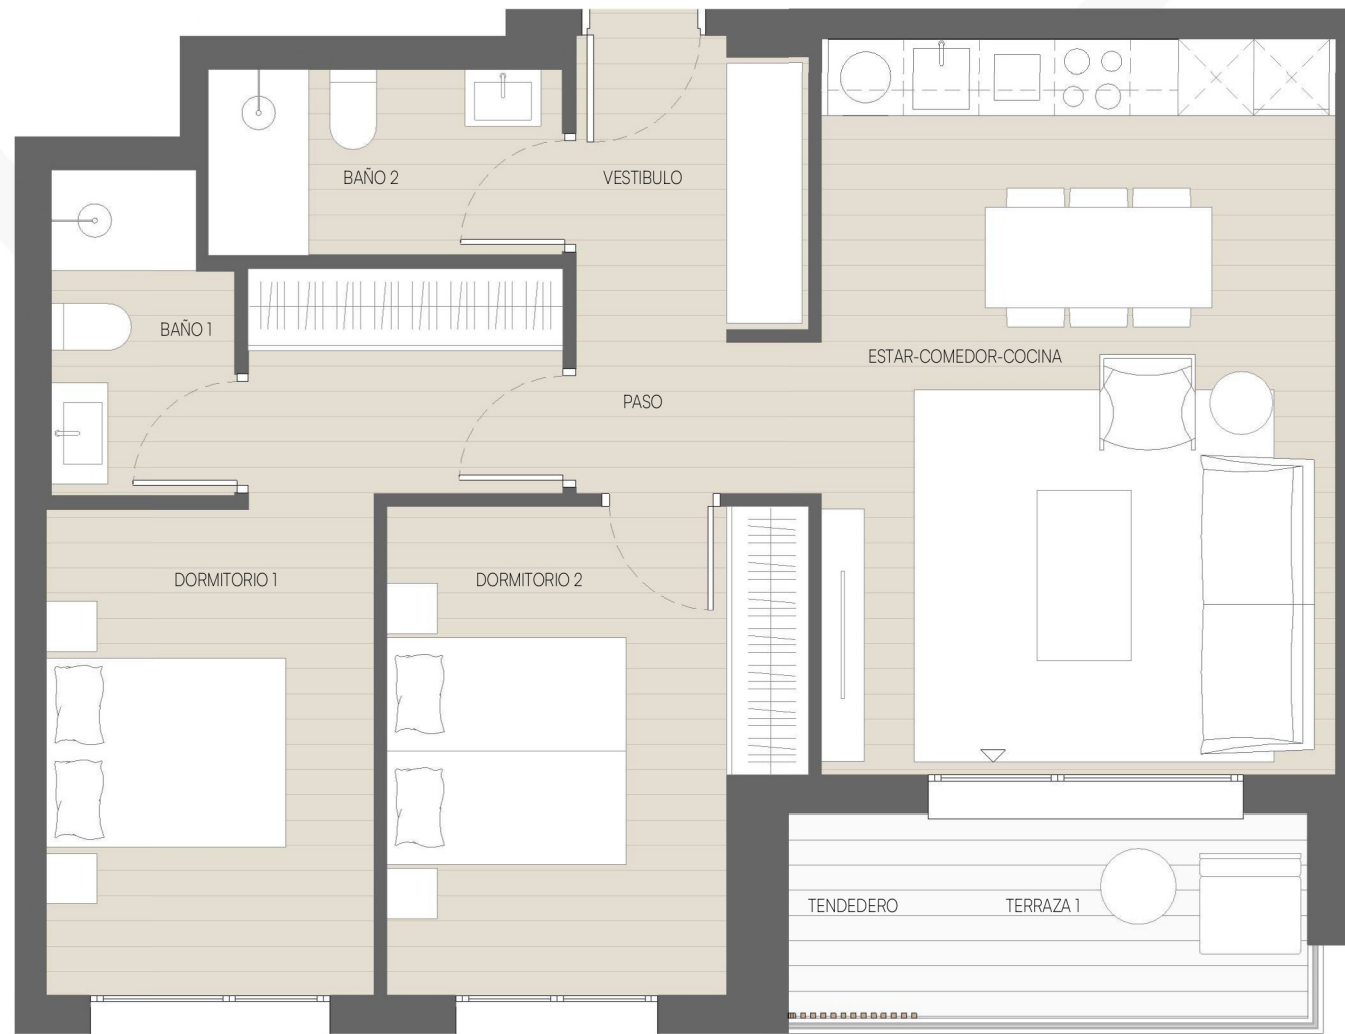 BAÑO 2
VESTIBULO
BAÑO 1
ESTAR-COMEDOR-COCINA
PASO
DORMITORIO 1
DORMITORIO 2
TENDEDERO
TERRAZA 1